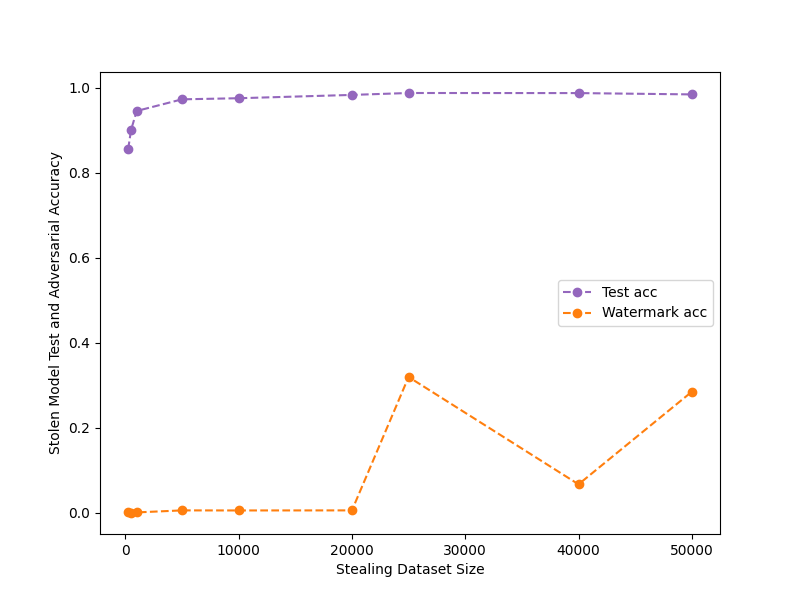 1.0
0.8
0.6
0.4
0.2
0.0
Stolen Model Test and Adversarial Accuracy
Test acc
Watermark acc
0 10000 20000 30000 40000 50000
Stealing Dataset Size